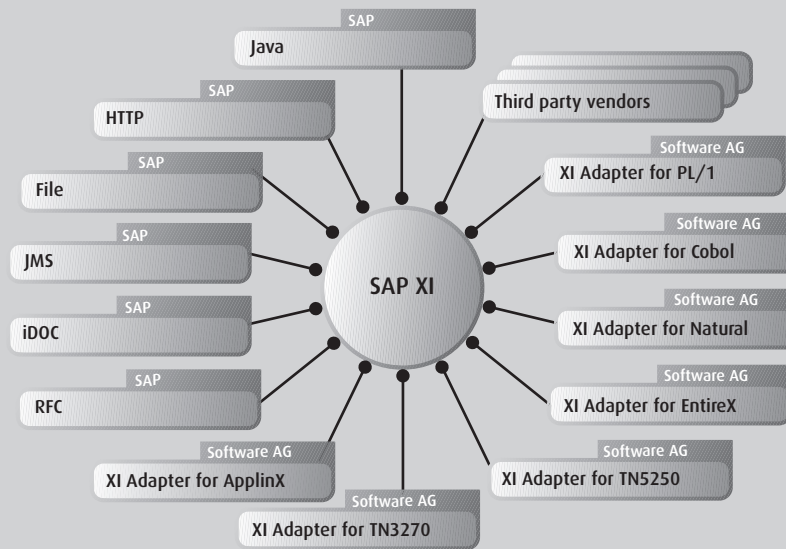 SAP
Java
SAP
HTTP
Third party vendors
SAP
File
Software AG
XI Adapter for PL/1
SAP
JMS
Software AG
XI Adapter for Cobol
SAP XI
SAP
iDOC
Software AG
XI Adapter for Natural
SAP
RFC
Software AG
XI Adapter for EntireX
Software AG
XI Adapter for ApplinX
Software AG
XI Adapter for TN5250
Software AG
XI Adapter for TN3270